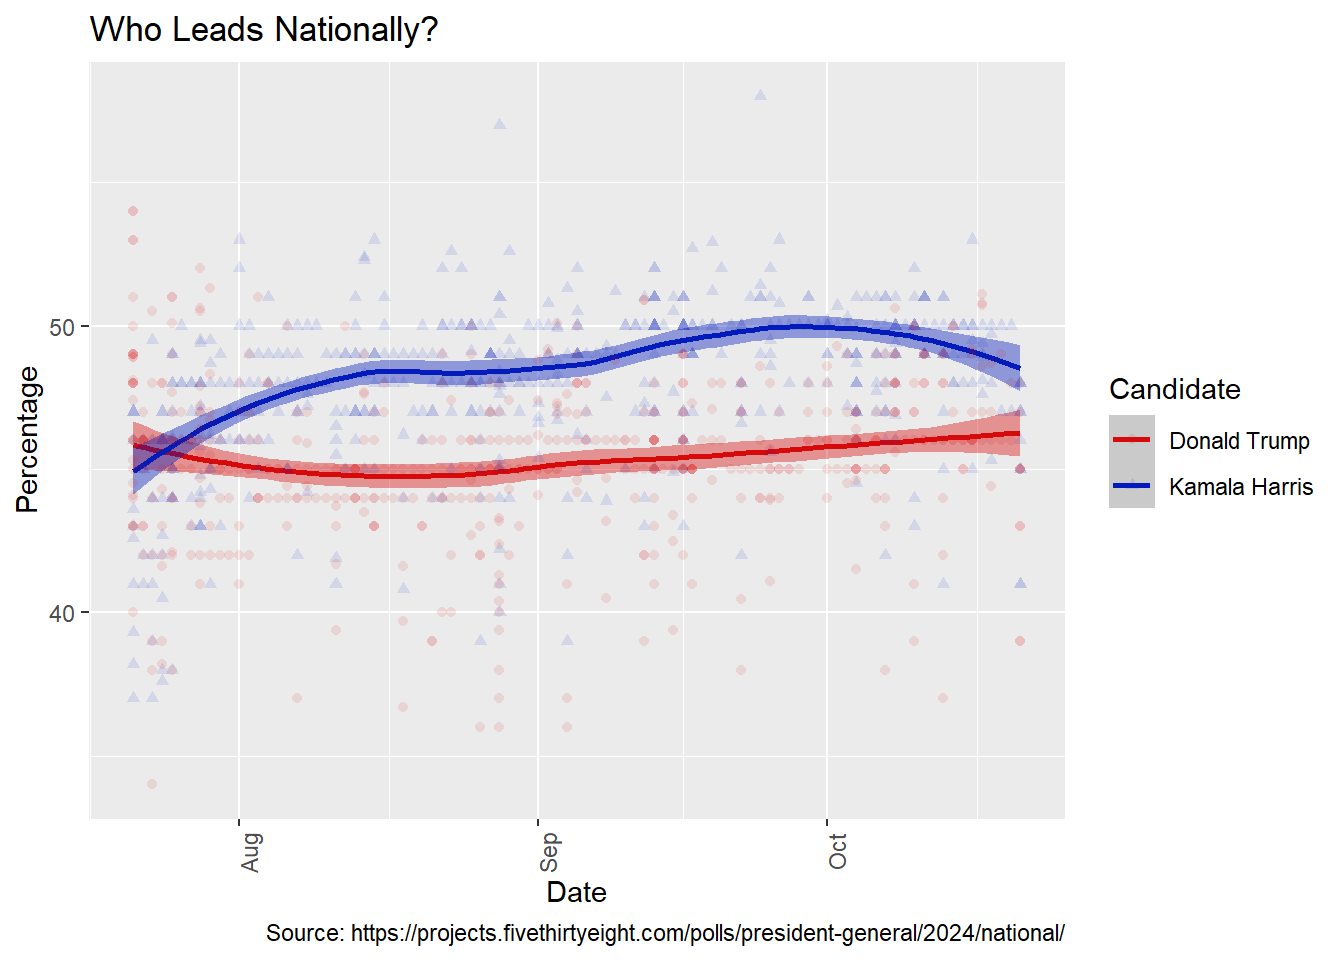 Who Leads Nationally?
Percentage
50
40
Aug
Sep
Oct
Date
Candidate
Donald Trump
Kamala Harris
Source: https://projects.fivethirtyeight.com/polls/president-general/2024/national/